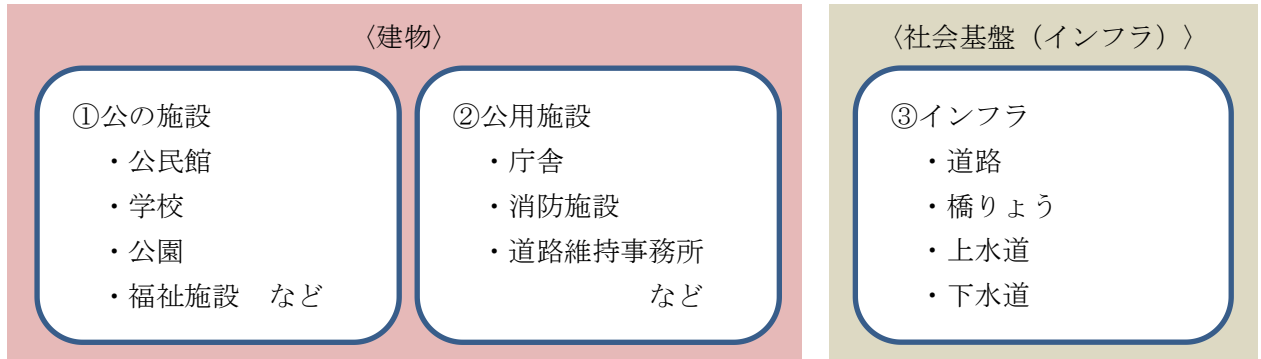 〈建物〉
①公の施設
・公民館
・学校
・公園
・福祉施設　など
②公用施設
・庁舎
・消防施設
・道路維持事務所
など
〈社会基盤（インフラ）〉
③インフラ
・道路
・橋りょう
・上水道
・下水道